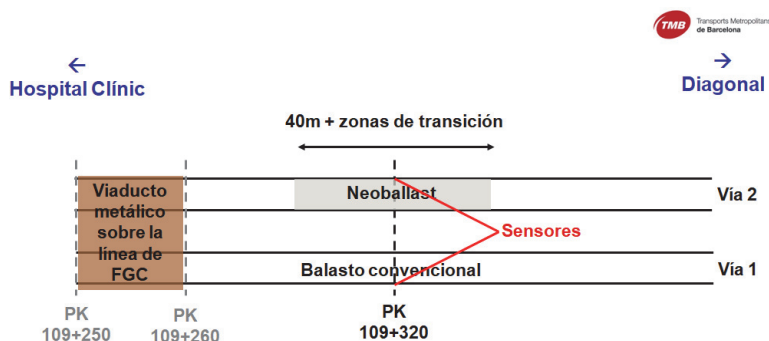 TMB
Transports Metropolitans
de Barcelona
←
→
Hospital Clínic
Diagonal
40m + zonas de transición
Viaducto
metálico
sobre la
línea de
FGC
Neoballast
Vía 2
Sensores
Balasto convencional
Vía 1
PK
109+250
PK
109+260
PK
109+320